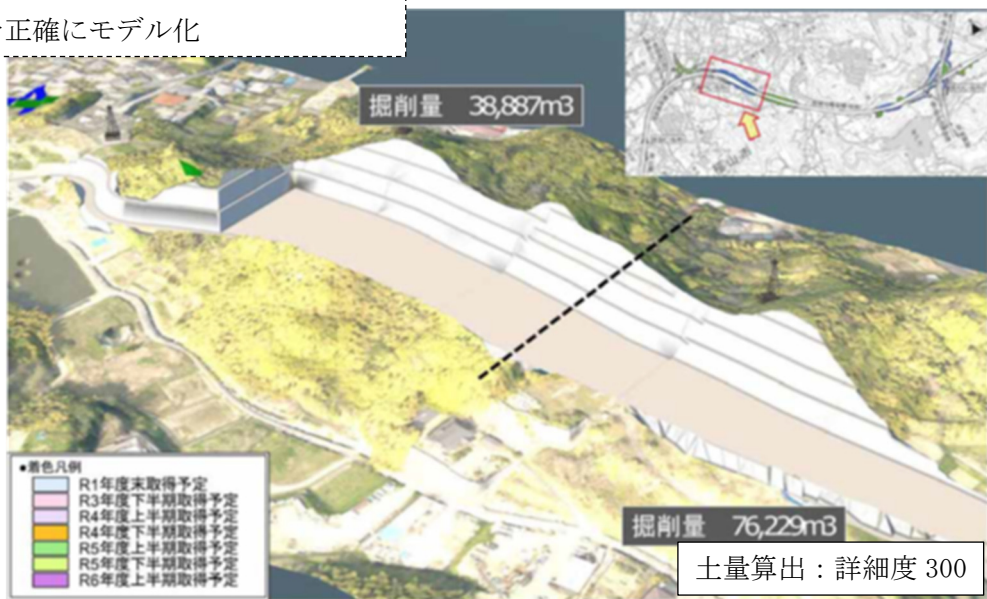 正確にモデル化
掘削量 38,887m3
•着色凡例
R1年度末取得予定
R3年度下半期取得予定
R4年度上半期取得予定
R4年度下半期取得予定
R5年度上半期取得予定
R5年度下半期取得予定
R6年度上半期取得予定
掘削量 76,229m3
土量算出：詳細度 300